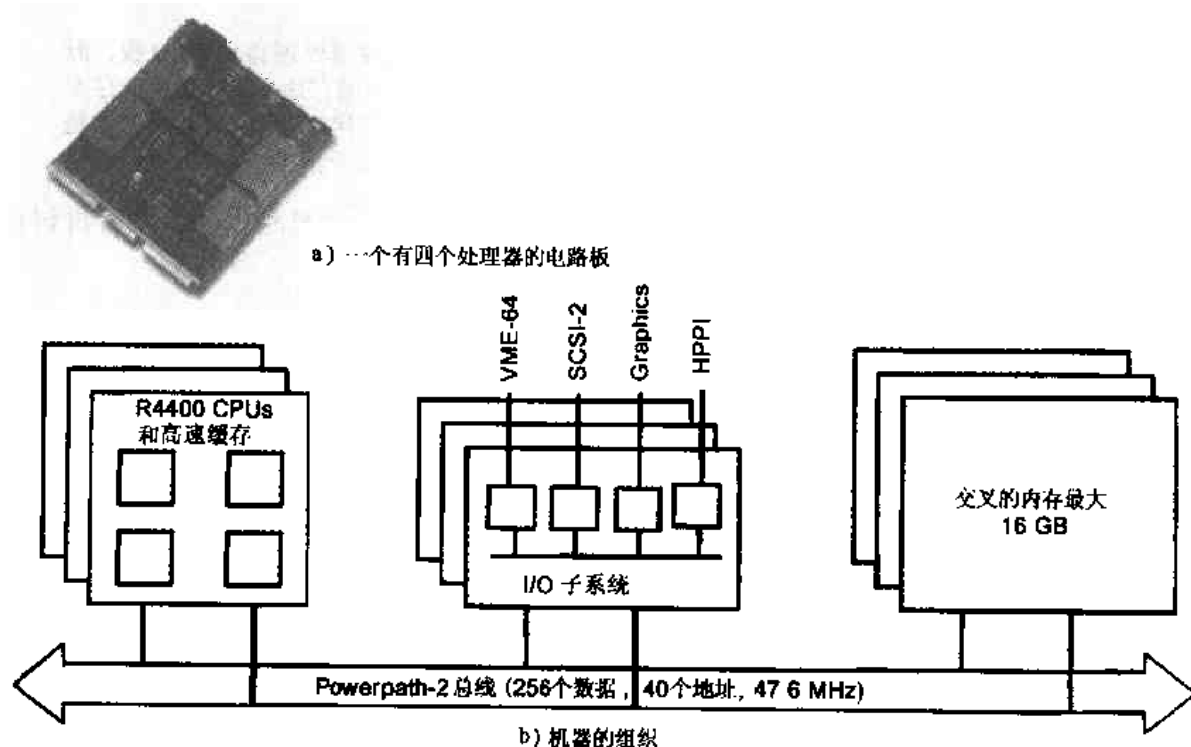 a) 一个有四个处理器的电路板
VME-64
SCSI-2
Graphics
HPPI
R4400 CPUs
和高速缓存
I/O 子系统
交叉的内存最大
16 GB
Powerpath-2 总线 (256个数据, 40个地址, 47 6 MHz)
b) 机器的组织